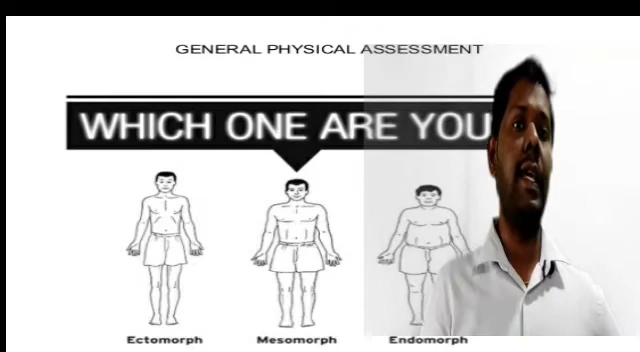 GENERAL PHYSICAL ASSESSMENT
WHICH ONE ARE YOU
Ectomorph Mesomorph Endomorph